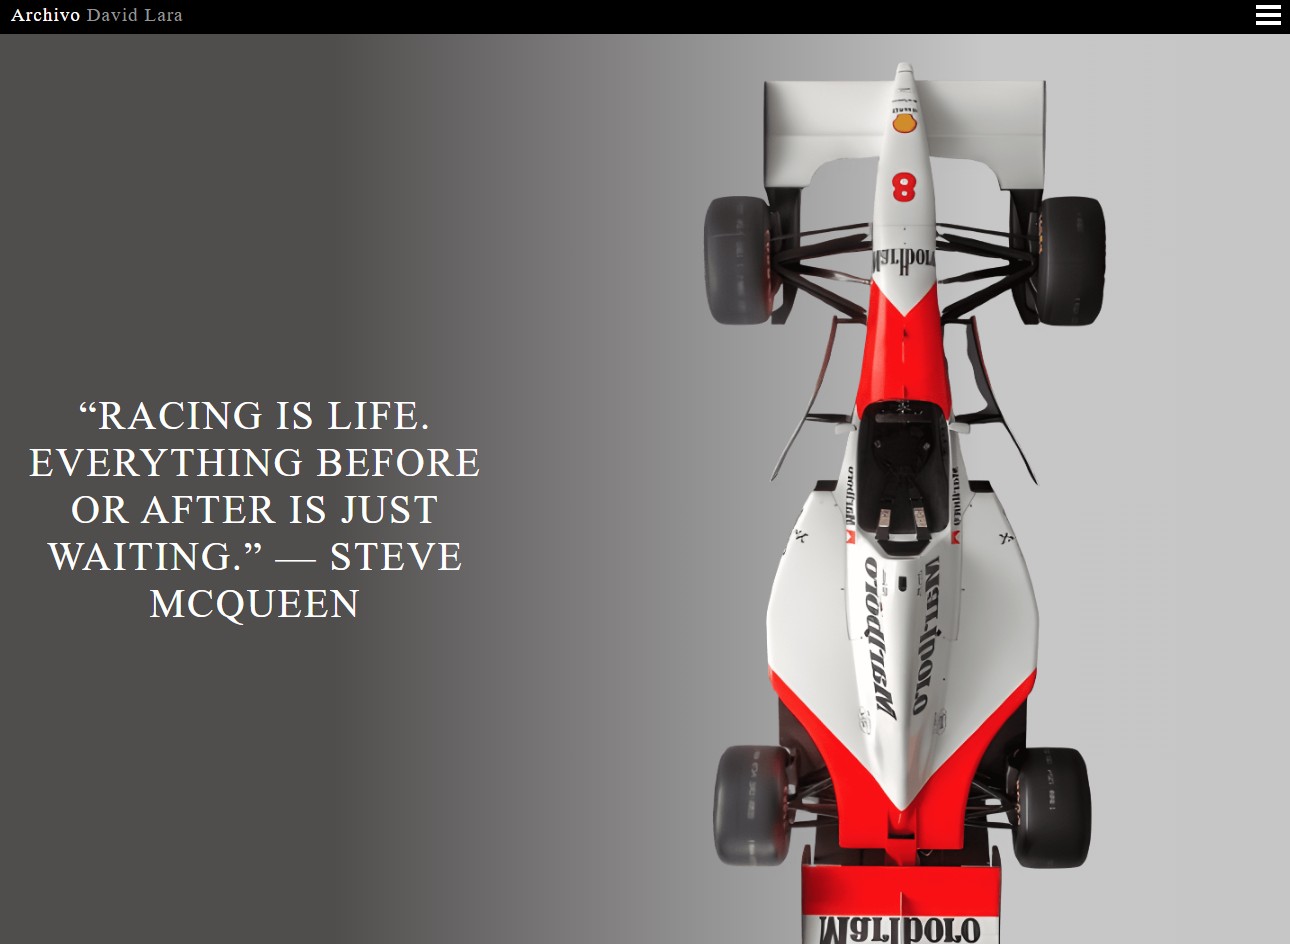 Archivo David Lara
8
Marlboro
“RACING IS LIFE.
EVERYTHING BEFORE
OR AFTER IS JUST
WAITING.” — STEVE
MCQUEEN
Marlboro
Marlboro
Marlboro
Marlboro
Marlboro